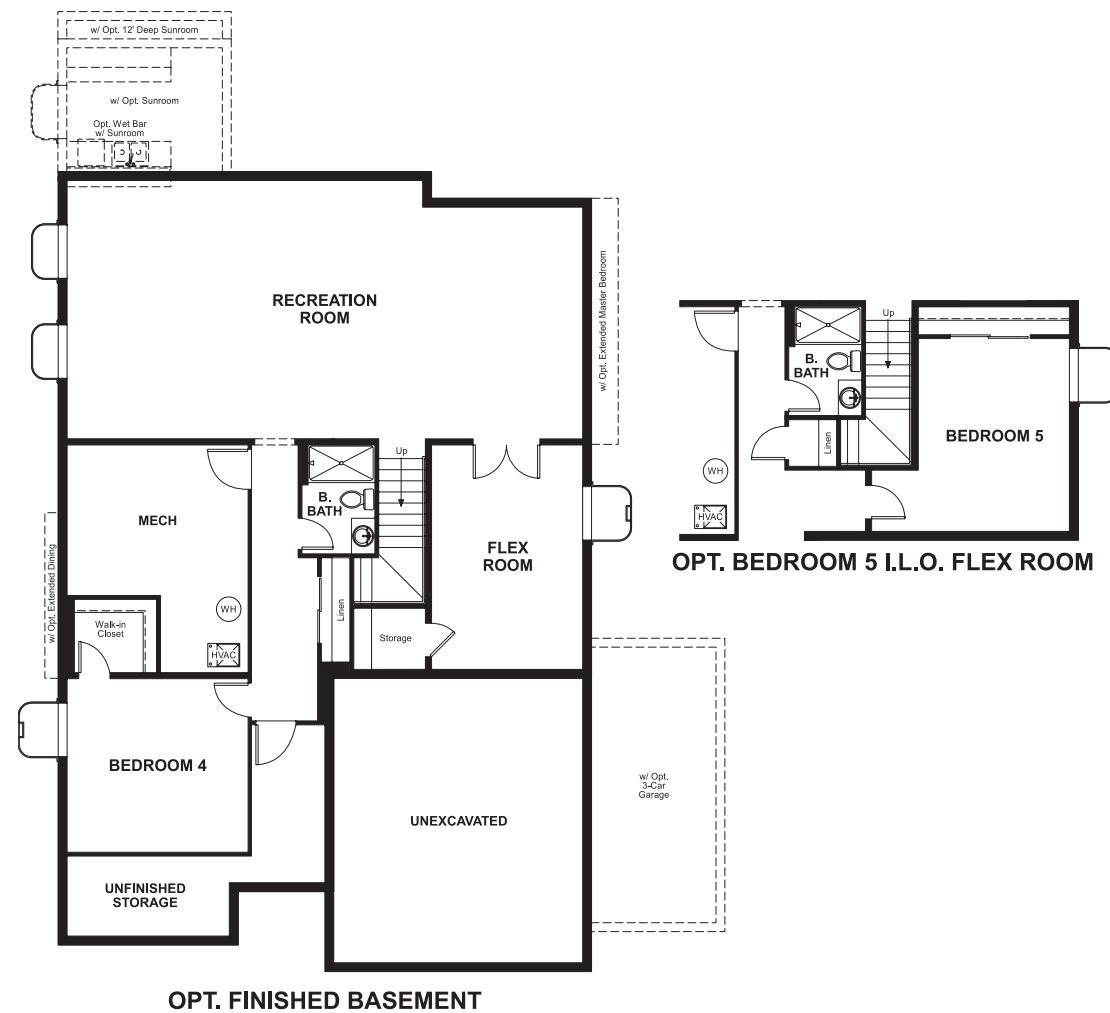 w/ Opt. 12' Deep Sunroom
w/ Opt. Sunroom
Opt. Wet Bar
w/ Sunroom
RECREATION
ROOM
w/ Opt. Extended Master Bedroom
Up
B.
BATH
MECH
FLEX
ROOM
w/ Opt. Extended Dining
WH
Linen
Walk-in
Closet
Storage
HVAC
BEDROOM 4
w/ Opt.
3-Car
Garage
UNEXCAVATED
UNFINISHED
STORAGE
OPT. FINISHED BASEMENT
Up
B.
BATH
BEDROOM 5
Linen
WH
HVAC
OPT. BEDROOM 5 I.L.O. FLEX ROOM